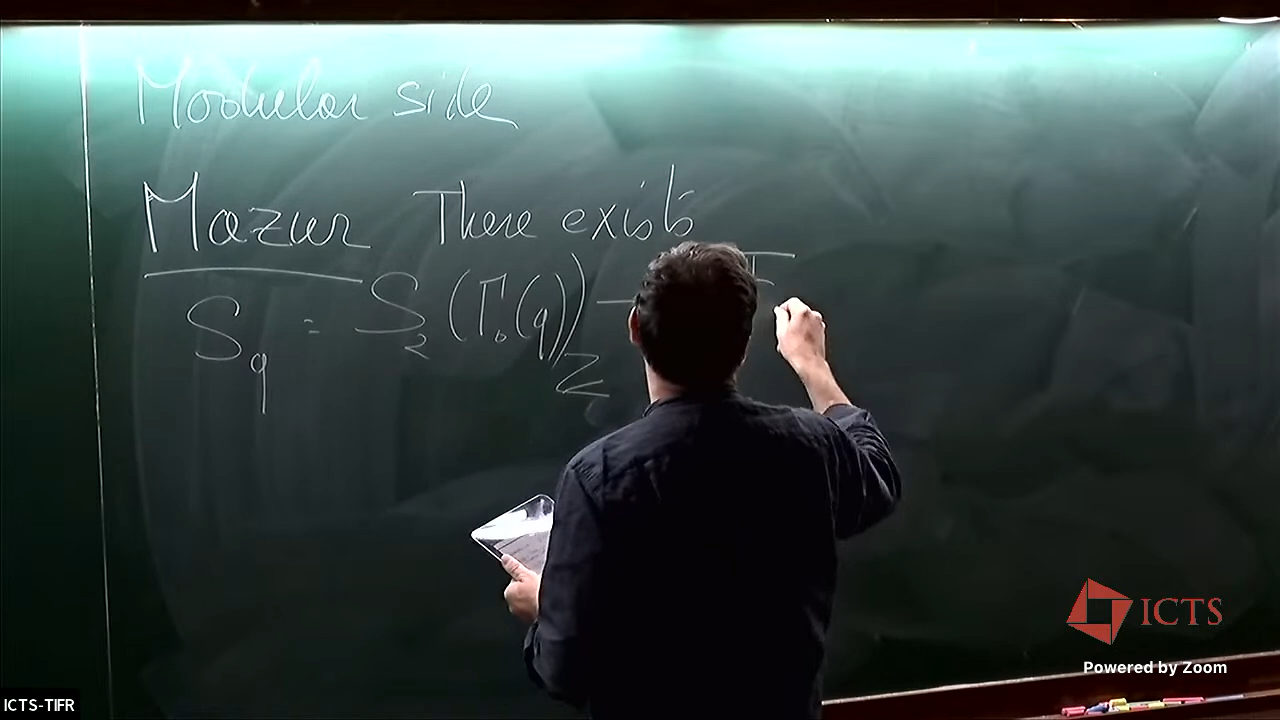 Modular side
Mazur There exists
S_q = S_2(Γ_0(q))_Z —
ICTS
Powered by Zoom
ICTS-TIFR